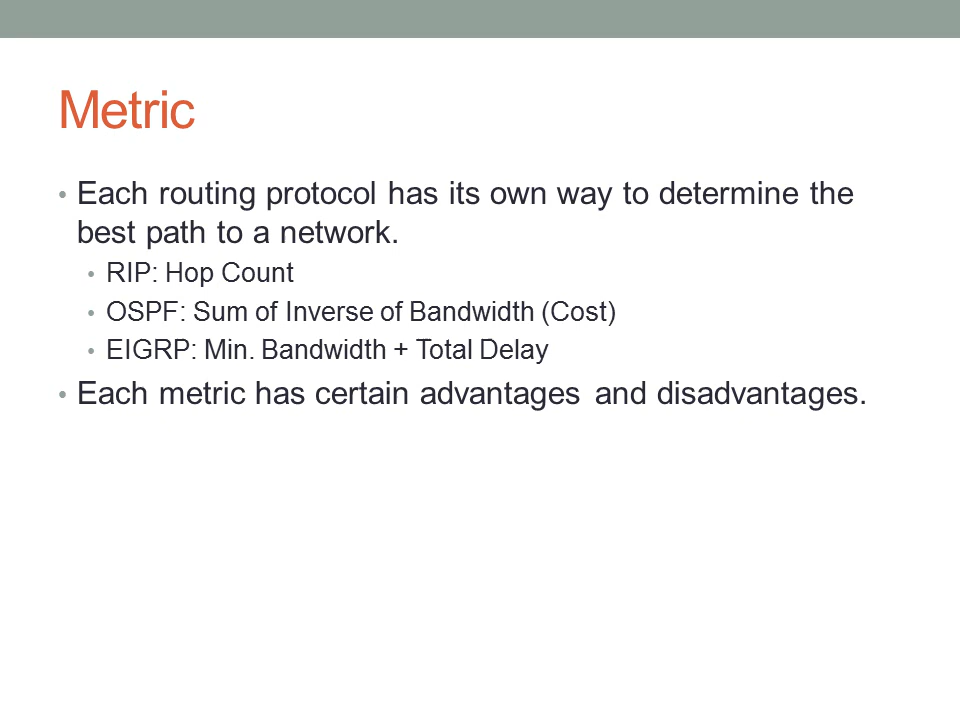 Metric
• Each routing protocol has its own way to determine the
best path to a network.
• RIP: Hop Count
• OSPF: Sum of Inverse of Bandwidth (Cost)
• EIGRP: Min. Bandwidth + Total Delay
• Each metric has certain advantages and disadvantages.